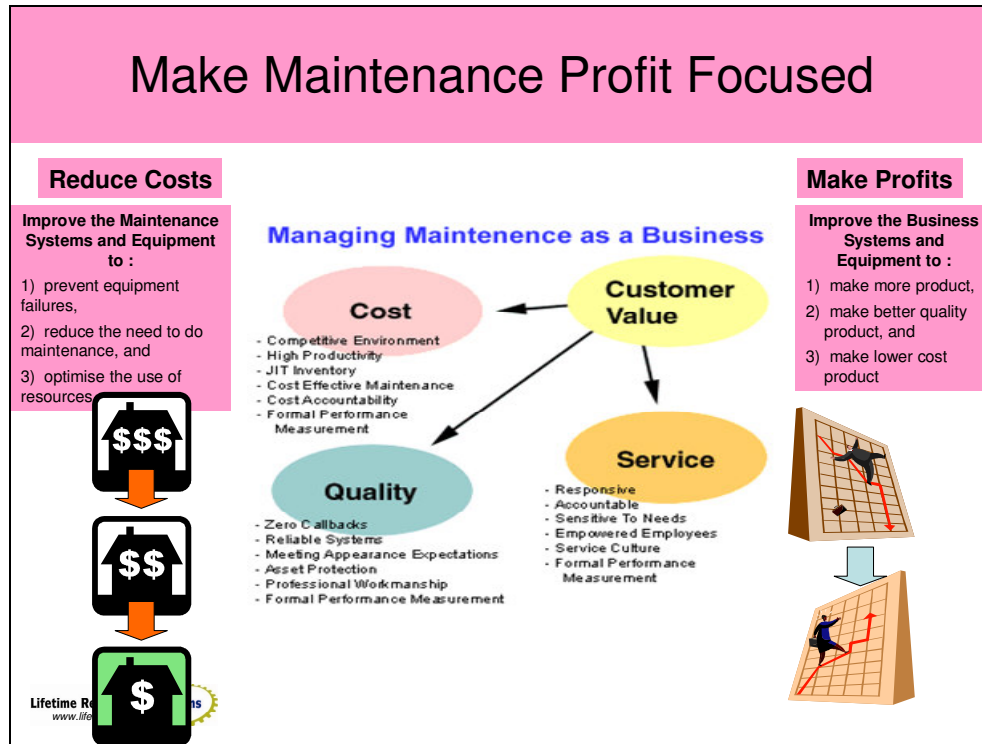 Make Maintenance Profit Focused
Reduce Costs
Improve the Maintenance
Systems and Equipment
to :
1) prevent equipment
failures,
2) reduce the need to do
maintenance, and
3) optimise the use of
resources
$$$
$$
$
Managing Maintenence as a Business
Customer
Value
Cost
- Competitive Environment
- High Productivity
- JIT Inventory
- Cost Effective Maintenance
- Cost Accountability
- Formal Performance
Measurement
Quality
- Zero Callbacks
- Reliable Systems
- Meeting Appearance Expectations
- Asset Protection
- Professional Workmanship
- Formal Performance Measurement
Service
- Responsive
- Accountable
- Sensitive To Needs
- Empowered Employees
- Service Culture
- Formal Performance
Measurement
Make Profits
Improve the Business
Systems and
Equipment to :
1) make more product,
2) make better quality
product, and
3) make lower cost
product
Lifetime